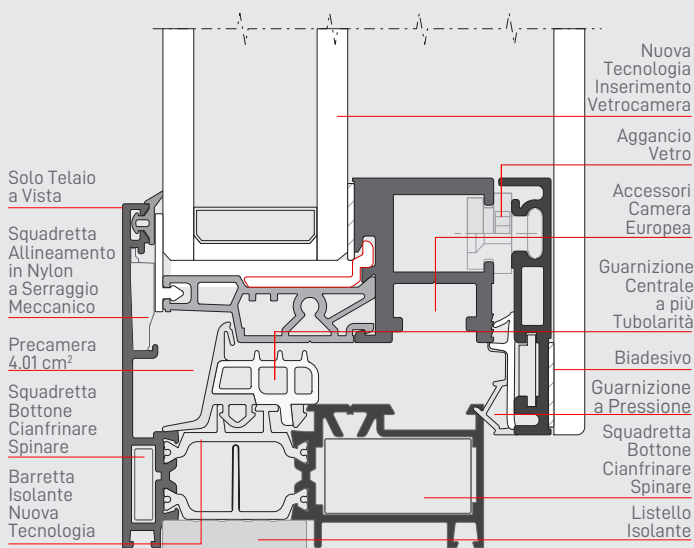 Solo Telaio
a Vista
Squadretta
Allineamento
in Nylon
a Serraggio
Meccanico
Precamera
4.01 cm²
Squadretta
Bottone
Cianfrinare
Spinare
Barretta
Isolante
Nuova
Tecnologia
Nuova
Tecnologia
Inserimento
Vetrocamera
Aggancio
Vetro
Accessori
Camera
Europea
Guarnizione
Centrale
a più
Tubolarità
Biadesivo
Guarnizione
a Pressione
Squadretta
Bottone
Cianfrinare
Spinare
Listello
Isolante